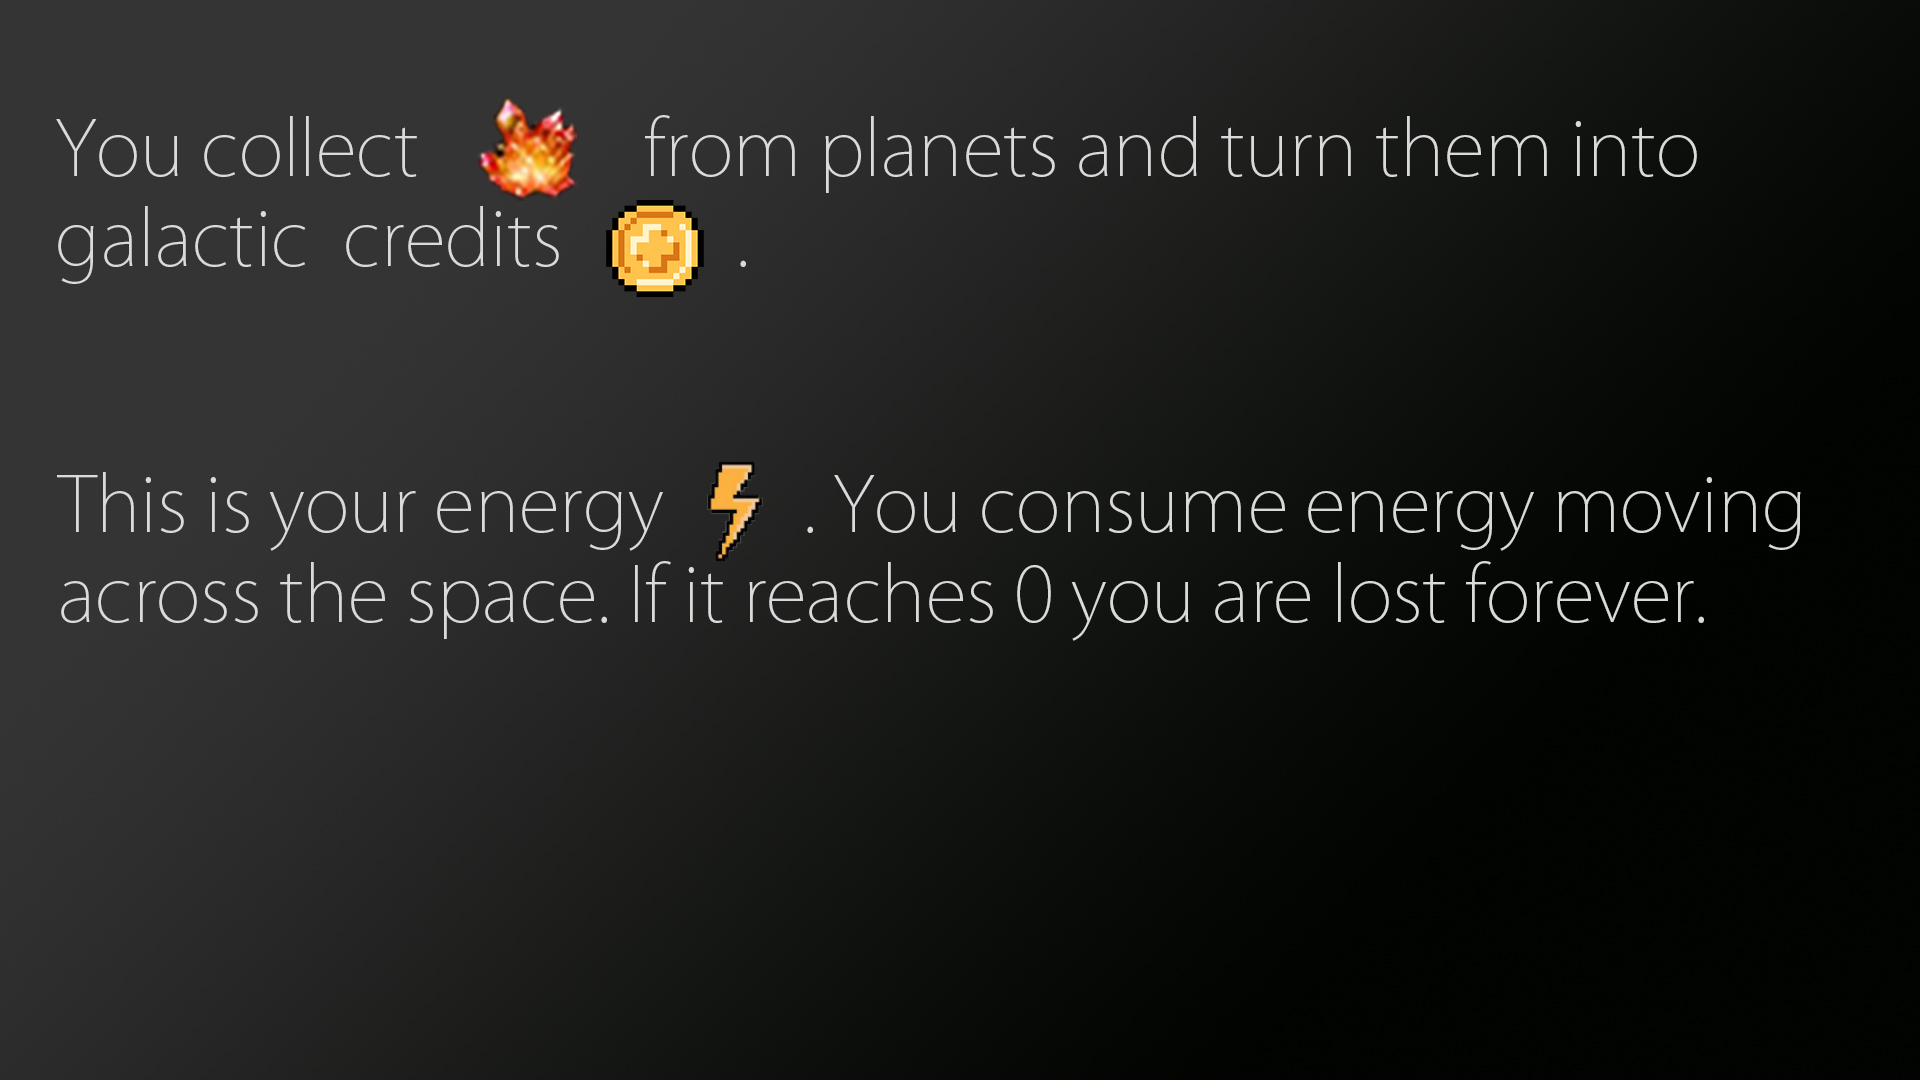 You collect from planets and turn them into
galactic credits .
This is your energy . You consume energy moving
across the space. If it reaches 0 you are lost forever.